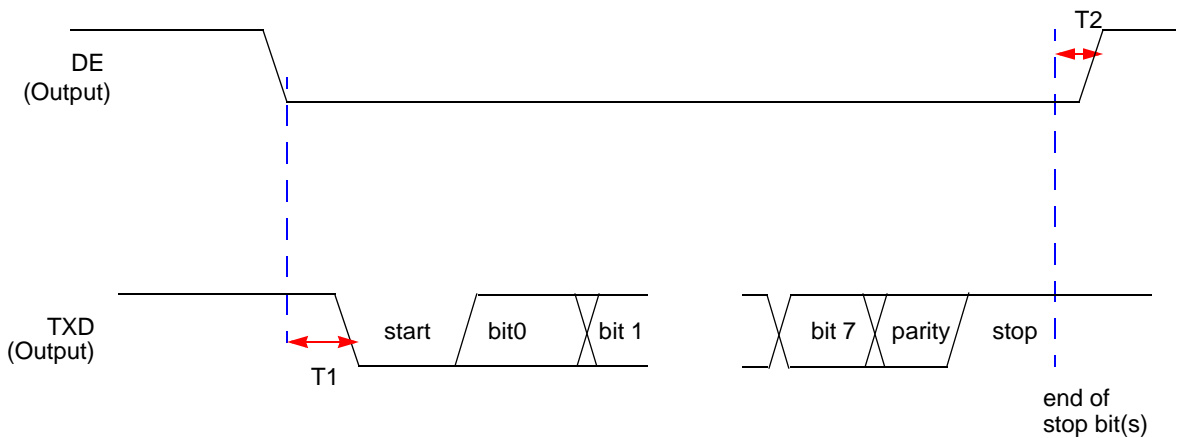 T2
DE
(Output)
TXD
(Output)
start
bit0
bit 1
bit 7
parity
stop
T1
end of
stop bit(s)